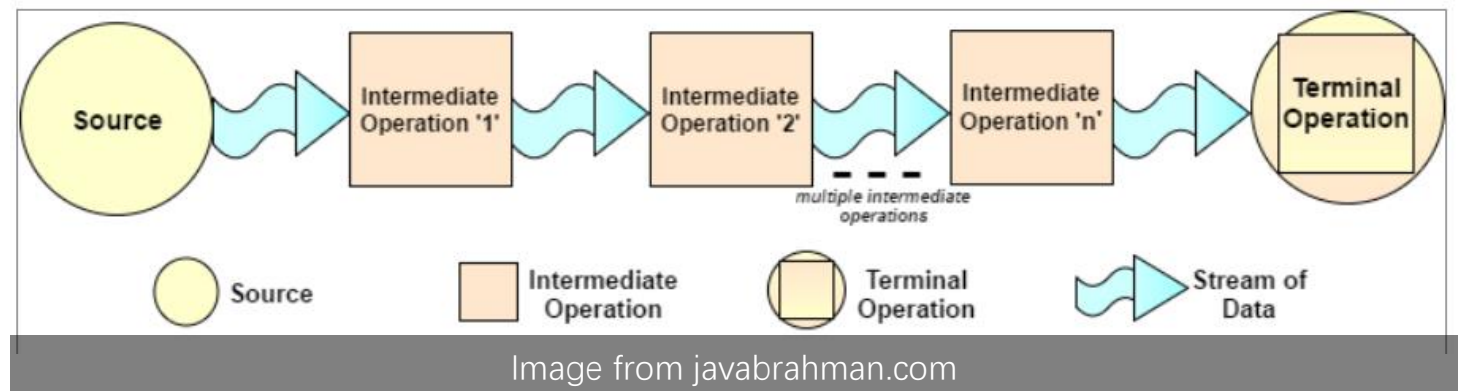 Source
Intermediate
Operation '1'
Intermediate
Operation '2'
Intermediate
Operation 'n'
Terminal
Operation
multiple intermediate
operations
Source
Intermediate
Operation
Terminal
Operation
Stream of
Data
Image from javabrahman.com